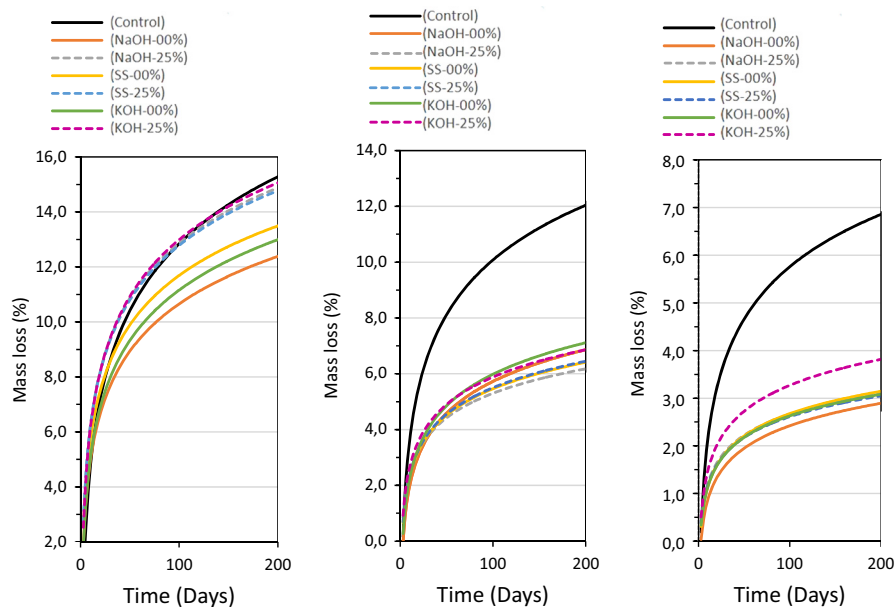 (Control)
(NaOH-00%)
(NaOH-25%)
(SS-00%)
(SS-25%)
(KOH-00%)
(KOH-25%)
16,0
14,0
12,0
10,0
8,0
6,0
4,0
2,0
0
100
200
Mass loss (%)
Time (Days)
(Control)
(NaOH-00%)
(NaOH-25%)
(SS-00%)
(SS-25%)
(KOH-00%)
(KOH-25%)
14,0
12,0
10,0
8,0
6,0
4,0
2,0
0,0
0
100
200
Mass loss (%)
Time (Days)
(Control)
(NaOH-00%)
(NaOH-25%)
(SS-00%)
(SS-25%)
(KOH-00%)
(KOH-25%)
8,0
7,0
6,0
5,0
4,0
3,0
2,0
1,0
0,0
0
100
200
Mass loss (%)
Time (Days)